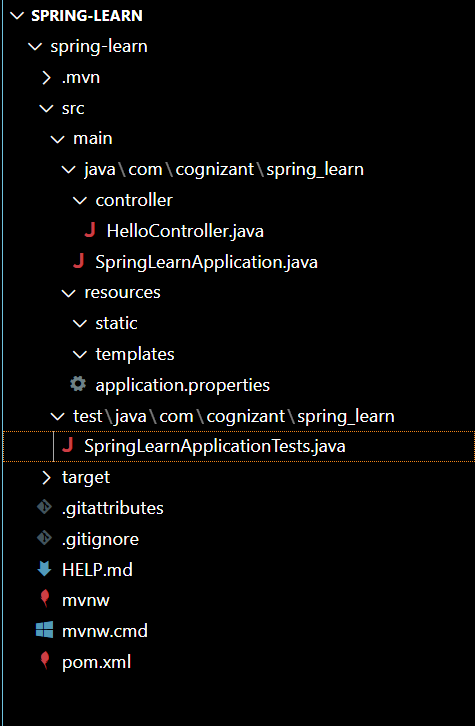 SPRING-LEARN
spring-learn
.mvn
src
main
java\com\cognizant\spring_learn
controller
HelloController.java
SpringLearnApplication.java
resources
static
templates
application.properties
test\java\com\cognizant\spring_learn
SpringLearnApplicationTests.java
target
.gitattributes
.gitignore
HELP.md
mvnw
mvnw.cmd
pom.xml